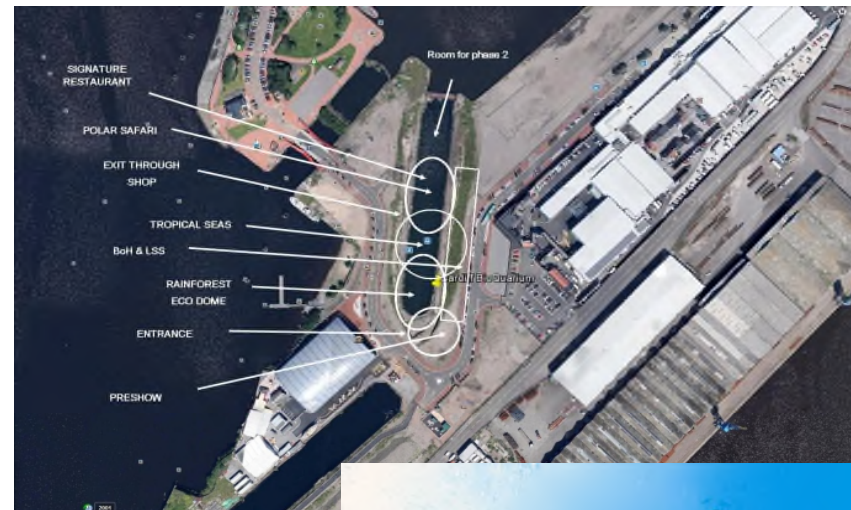 Room for phase 2
SIGNATURE
RESTAURANT
POLAR SAFARI
EXIT THROUGH
SHOP
TROPICAL SEAS
BoH & LSS
RAINFOREST
ECO DOME
ENTRANCE
PRESHOW